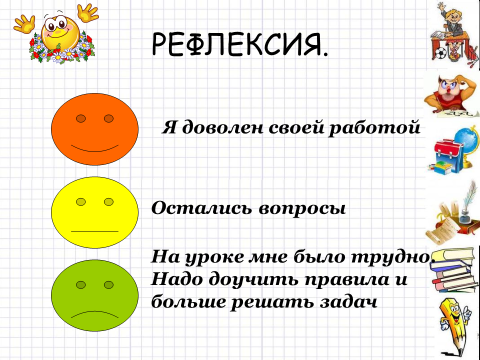 РЕФЛЕКСИЯ.
Я доволен своей работой
Остались вопросы
На уроке мне было трудно.
Надо доучить правила и
больше решать задач